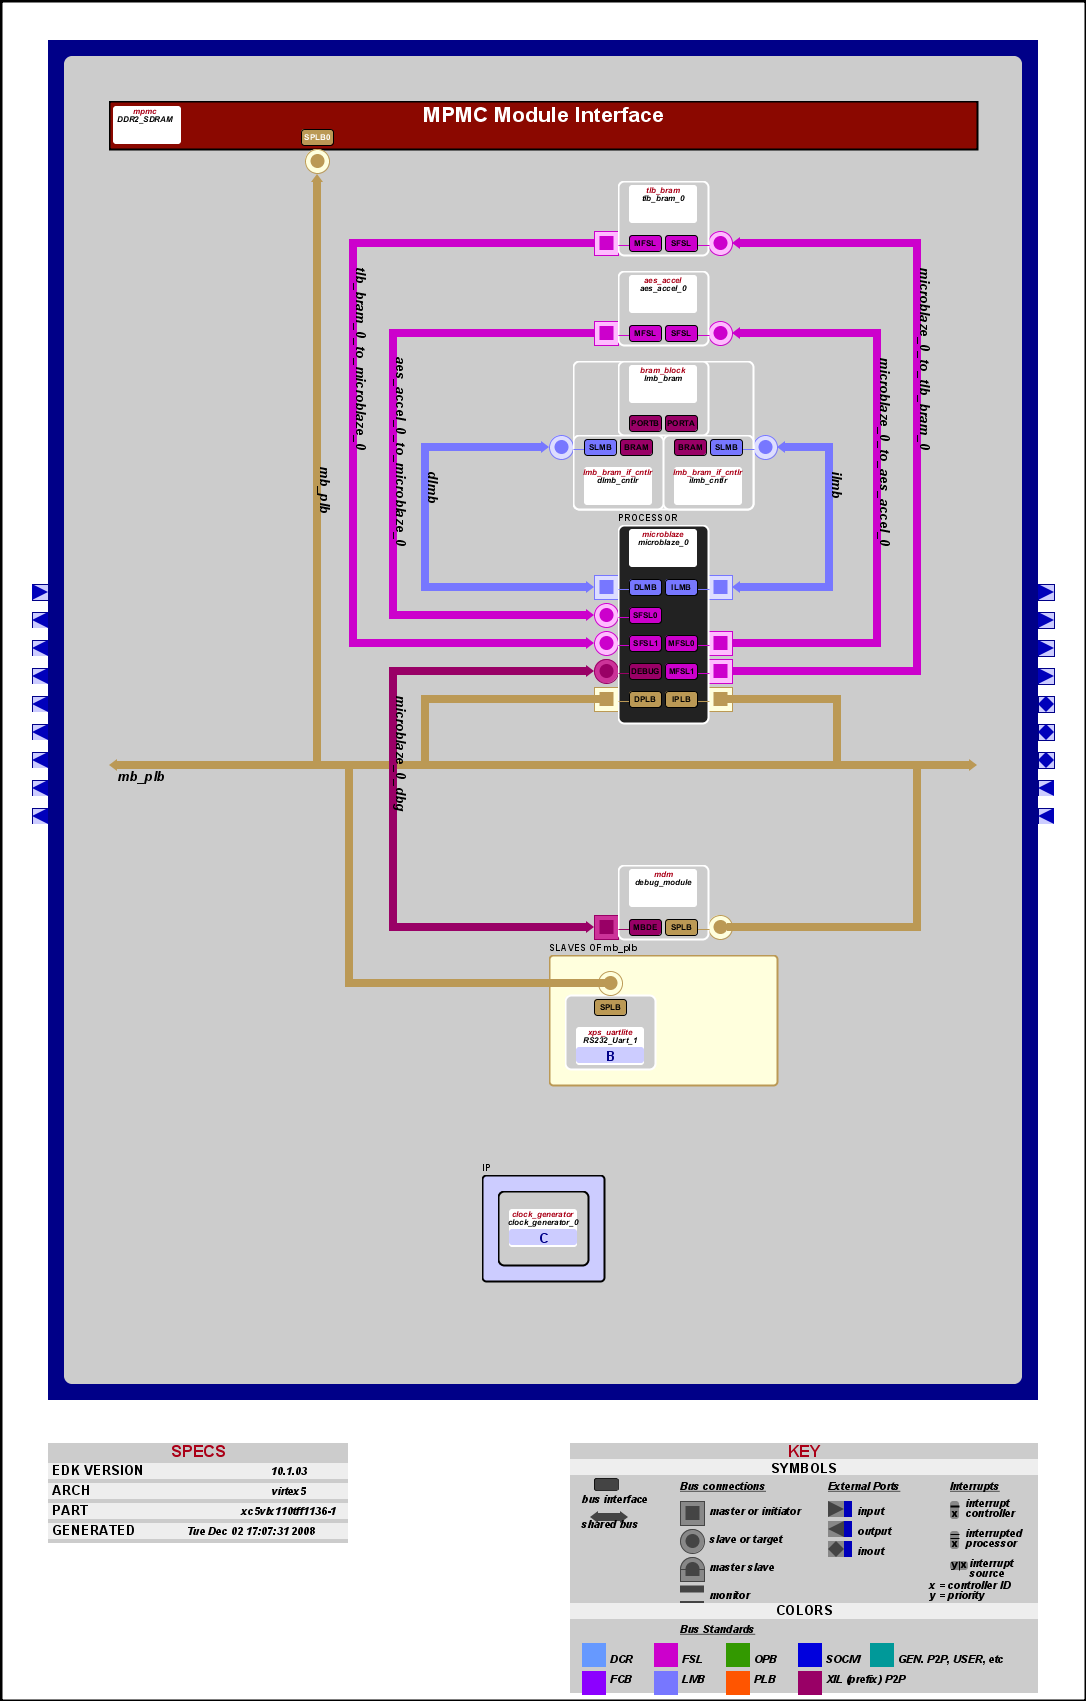 MPMC Module Interface
mpmc
DDR2_SDRAM
SPLB0
tlb_bram
tlb_bram_0
MFSL SFSL
aes_accel
aes_accel_0
MFSL SFSL
bram_block
lmb_bram
PORTB PORTA
SLMB BRAM BRAM SLMB
lmb_bram_if_cntlr
dlmb_cntlr
lmb_bram_if_cntlr
ilmb_cntlr
tlb_bram_0_to_microblaze_0
aes_accel_0_to_microblaze_0
mb_plb
dlmb
ilmb
microblaze_0_to_aes_accel_0
microblaze_0_to_tlb_bram_0
PROCESSOR
microblaze
microblaze_0
DLMB ILMB
SFSL0
SFSL1 MFSL0
DEBUG MFSL1
DPLB IPLB
microblaze_0_dbg
mb_plb
mdm
debug_module
MBDE SPLB
SLAVES OF mb_plb
SPLB
xps_uartlite
RS232_Uart_1
B
IP
clock_generator
clock_generator_0
C
SPECS
EDK VERSION 10.1.03
ARCH virtex5
PART xc5vlx110tff1136-1
GENERATED Tue Dec 02 17:07:31 2008
KEY
SYMBOLS
bus interface
shared bus
Bus connections
master or initiator
slave or target
master slave
monitor
External Ports
input
output
inout
Interrupts
x
interrupt
controller
x
interrupted
processor
y|x
interrupt
source
x = controller ID
y = priority
COLORS
Bus Standards
DCR FSL OPB SOCM GEN. P2P, USER, etc
FCB LMB PLB XIL (prefix) P2P